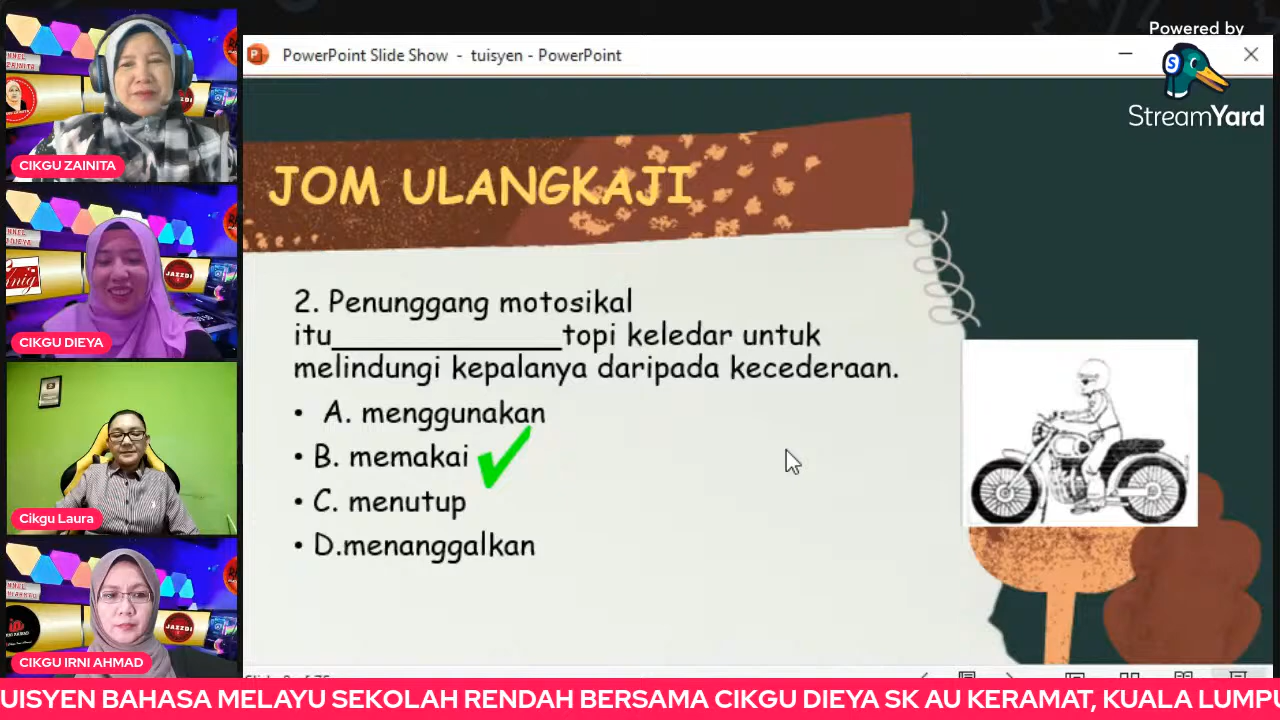 Powered by
StreamYard
PowerPoint Slide Show - tuisyen - PowerPoint
JOM ULANGKAJI
2. Penunggang motosikal
itu_____________topi keledar untuk
melindungi kepalanya daripada kecederaan.
• A. menggunakan
• B. memakai
• C. menutup
• D.menanggalkan
CIKGU ZAINITA
CIKGU DIEYA
JAZZDI
Cikgu Laura
CIKGU IRNI AHMAD
JAZZDI
UISYEN BAHASA MELAYU SEKOLAH RENDAH BERSAMA CIKGU DIEYA SK AU KERAMAT, KUALA LUMPU